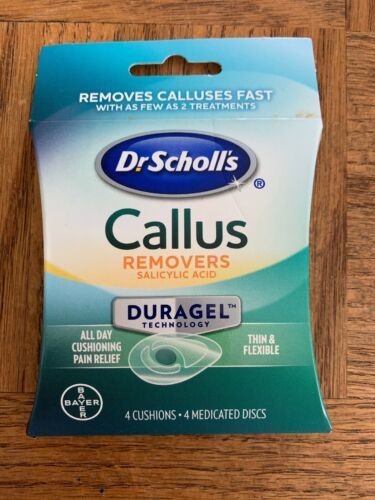 REMOVES CALLUSES FAST
WITH AS FEW AS 2 TREATMENTS
Dr.Scholl's®
Callus
REMOVERS
SALICYLIC ACID
DURAGEL™
TECHNOLOGY
ALL DAY
CUSHIONING
PAIN RELIEF
THIN &
FLEXIBLE
BAYER
BAYER
4 CUSHIONS • 4 MEDICATED DISCS